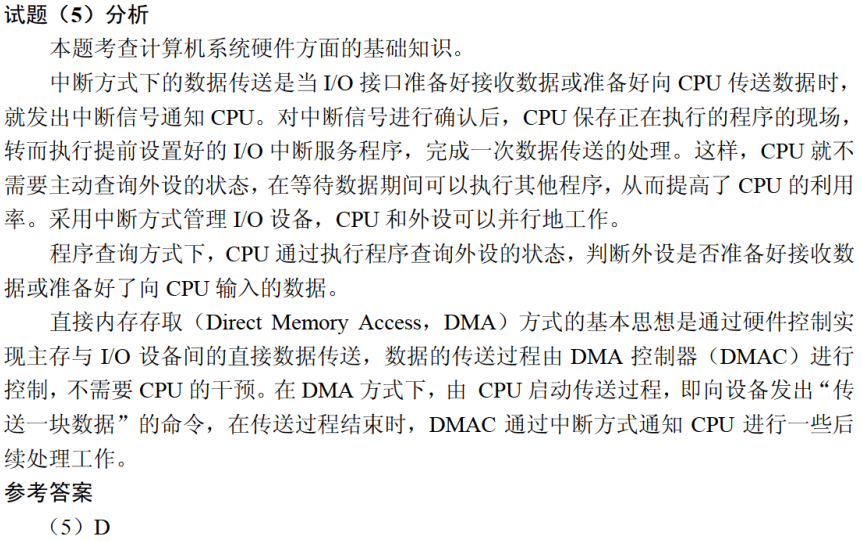 试题（5）分析
本题考查计算机系统硬件方面的基础知识。
中断方式下的数据传送是当 I/O 接口准备好接收数据或准备好向 CPU 传送数据时，
就发出中断信号通知 CPU。对中断信号进行确认后，CPU 保存正在执行的程序的现场，
转而执行提前设置好的 I/O 中断服务程序，完成一次数据传送的处理。这样，CPU 就不
需要主动查询外设的状态，在等待数据期间可以执行其他程序，从而提高了 CPU 的利用
率。采用中断方式管理 I/O 设备，CPU 和外设可以并行地工作。
程序查询方式下，CPU 通过执行程序查询外设的状态，判断外设是否准备好接收数
据或准备好了向 CPU 输入的数据。
直接内存存取（Direct Memory Access，DMA）方式的基本思想是通过硬件控制实
现主存与 I/O 设备间的直接数据传送，数据的传送过程由 DMA 控制器（DMAC）进行
控制，不需要 CPU 的干预。在 DMA 方式下，由 CPU 启动传送过程，即向设备发出“传
送一块数据”的命令，在传送过程结束时，DMAC 通过中断方式通知 CPU 进行一些后
续处理工作。
参考答案
（5）D